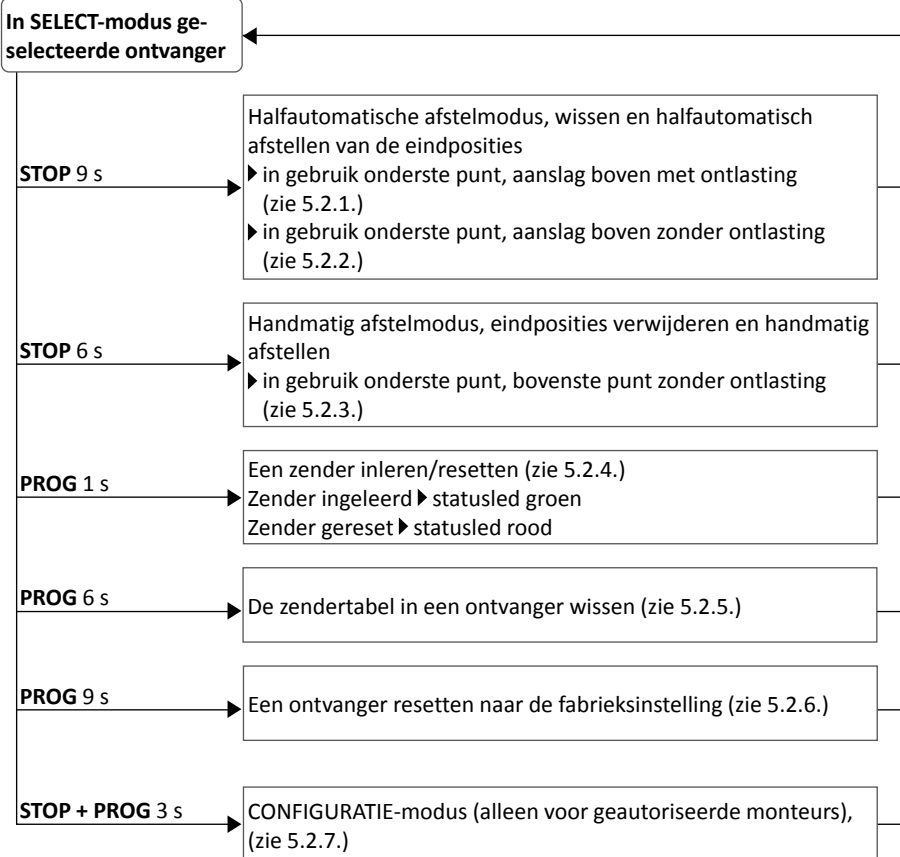 In SELECT-modus ge-
selecteerde ontvanger
STOP 9 s
Halfautomatische afstelmodus, wissen en halfautomatisch
afstellen van de eindposities
▶ in gebruik onderste punt, aanslag boven met ontlasting
(zie 5.2.1.)
▶ in gebruik onderste punt, aanslag boven zonder ontlasting
(zie 5.2.2.)
STOP 6 s
Handmatig afstelmodus, eindposities verwijderen en handmatig
afstellen
▶ in gebruik onderste punt, bovenste punt zonder ontlasting
(zie 5.2.3.)
PROG 1 s
Een zender inleren/resetten (zie 5.2.4.)
Zender ingeleerd ▶ statusled groen
Zender gereset ▶ statusled rood
PROG 6 s
De zendertabel in een ontvanger wissen (zie 5.2.5.)
PROG 9 s
Een ontvanger resetten naar de fabrieksinstelling (zie 5.2.6.)
STOP + PROG 3 s
CONFIGURATIE-modus (alleen voor geautoriseerde monteurs),
(zie 5.2.7.)